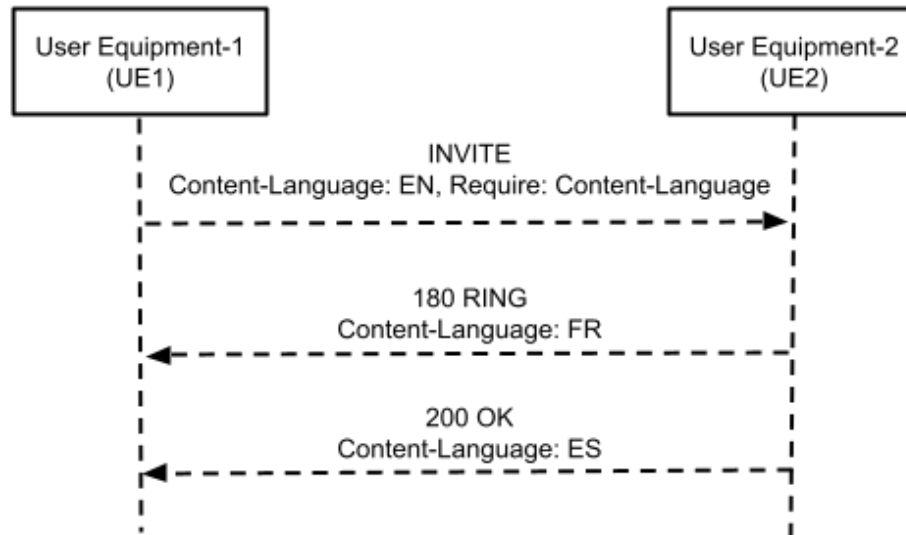 User Equipment-1
(UE1)
User Equipment-2
(UE2)
INVITE
Content-Language: EN, Require: Content-Language
180 RING
Content-Language: FR
200 OK
Content-Language: ES